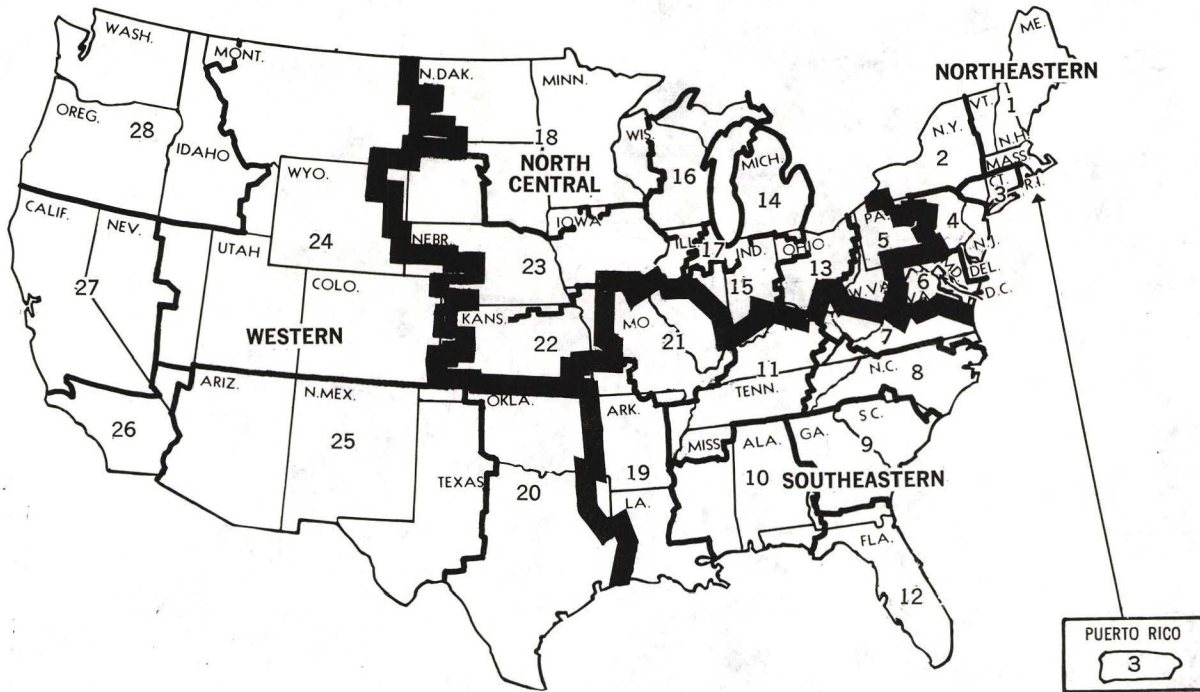 WASH.
MONT.
N.DAK.
MINN.
ME.
NORTHEASTERN
VT.
1
N.H.
OREG.
28
IDAHO
18
WIS.
N.Y.
2
MASS.
WYO.
NORTH
CENTRAL
MICH.
16
14
CT.
3
R.I.
CALIF.
NEV.
UTAH
24
NEBR.
IOWA
23
ILL.
17
IND.
OHIO
13
PA.
5
4
N.J.
27
COLO.
15
W.VA.
6
VA.
MD.
DEL.
D.C.
WESTERN
KANS.
22
MO.
21
7
11
ARIZ.
N.MEX.
OKLA.
ARK.
TENN.
N.C.
8
26
25
MISS.
ALA.
GA.
S.C.
9
TEXAS
20
19
LA.
10
SOUTHEASTERN
FLA.
12
PUERTO RICO
3